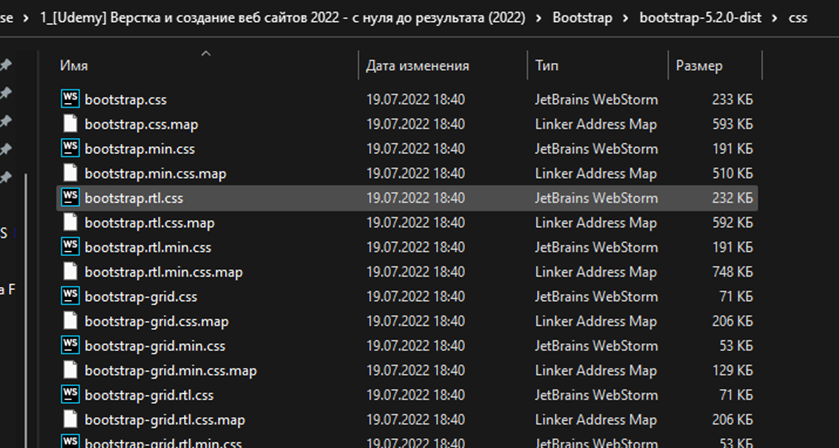 se › 1_[Udemy] Верстка и создание веб сайтов 2022 - с нуля до результата (2022) › Bootstrap › bootstrap-5.2.0-dist › css
Имя Дата изменения Тип Размер
WS bootstrap.css 19.07.2022 18:40 JetBrains WebStorm 233 КБ
bootstrap.css.map 19.07.2022 18:40 Linker Address Map 593 КБ
WS bootstrap.min.css 19.07.2022 18:40 JetBrains WebStorm 191 КБ
bootstrap.min.css.map 19.07.2022 18:40 Linker Address Map 510 КБ
WS bootstrap.rtl.css 19.07.2022 18:40 JetBrains WebStorm 232 КБ
bootstrap.rtl.css.map 19.07.2022 18:40 Linker Address Map 592 КБ
S
WS bootstrap.rtl.min.css 19.07.2022 18:40 JetBrains WebStorm 191 КБ
bootstrap.rtl.min.css.map 19.07.2022 18:40 Linker Address Map 748 КБ
a F
WS bootstrap-grid.css 19.07.2022 18:40 JetBrains WebStorm 71 КБ
bootstrap-grid.css.map 19.07.2022 18:40 Linker Address Map 206 КБ
WS bootstrap-grid.min.css 19.07.2022 18:40 JetBrains WebStorm 53 КБ
bootstrap-grid.min.css.map 19.07.2022 18:40 Linker Address Map 129 КБ
WS bootstrap-grid.rtl.css 19.07.2022 18:40 JetBrains WebStorm 71 КБ
bootstrap-grid.rtl.css.map 19.07.2022 18:40 Linker Address Map 206 КБ
WS bootstrap-grid.rtl.min.css 19.07.2022 18:40 JetBrains WebStorm 53 КБ